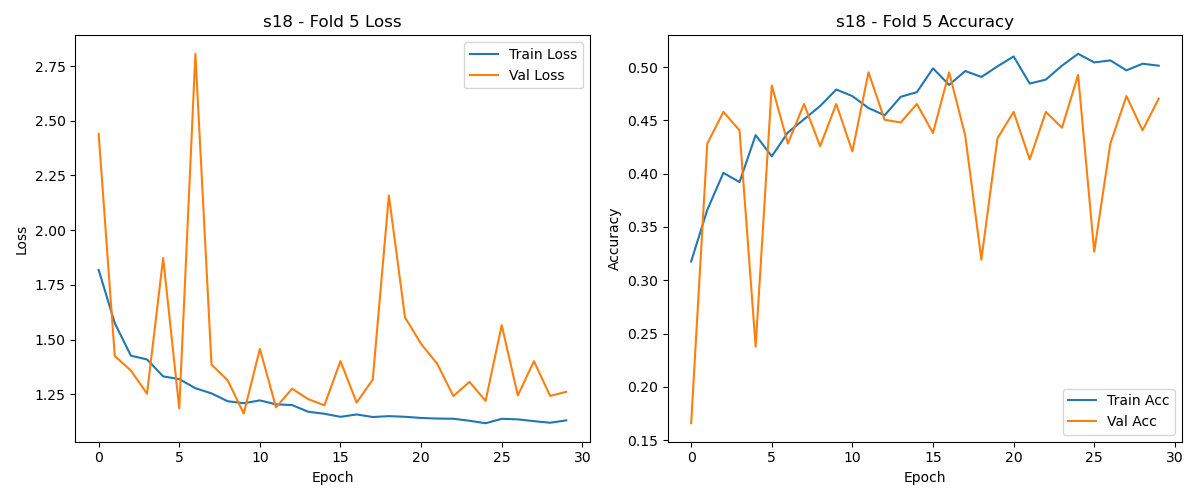 s18 - Fold 5 Loss
Train Loss
Val Loss
2.75
2.50
2.25
2.00
1.75
1.50
1.25
Loss
0 5 10 15 20 25 30
Epoch
s18 - Fold 5 Accuracy
0.50
0.45
0.40
0.35
0.30
0.25
0.20
0.15
Accuracy
Train Acc
Val Acc
0 5 10 15 20 25 30
Epoch